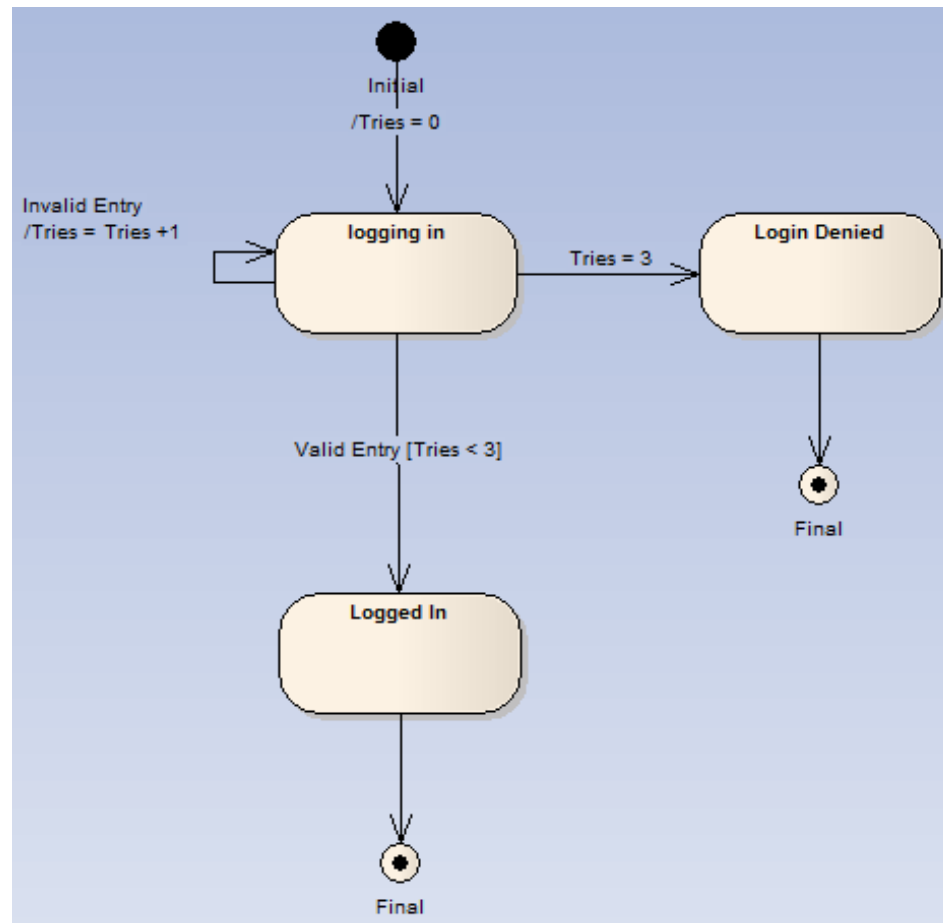 Initial
/Tries = 0
Invalid Entry
/Tries = Tries +1
logging in
Tries = 3
Login Denied
Valid Entry [Tries < 3]
Final
Logged In
Final